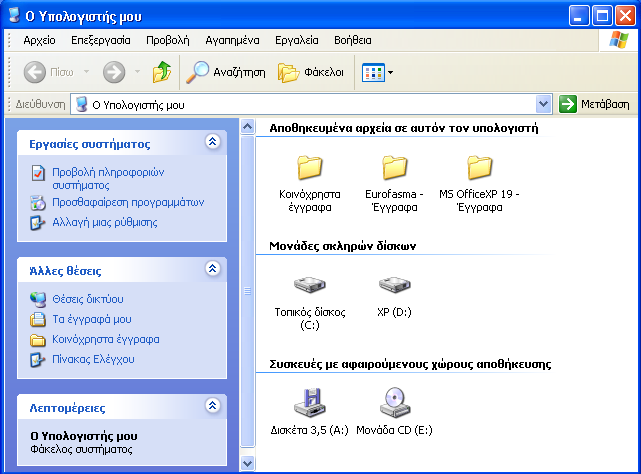 Ο Υπολογιστής μου
Αρχείο Επεξεργασία Προβολή Αγαπημένα Εργαλεία Βοήθεια
Πίσω Αναζήτηση Φάκελοι
Διεύθυνση Ο Υπολογιστής μου Μετάβαση
Εργασίες συστήματος
Προβολή πληροφοριών
συστήματος
Προσθαφαίρεση προγραμμάτων
Αλλαγή μιας ρύθμισης
Άλλες θέσεις
Θέσεις δικτύου
Τα έγγραφά μου
Κοινόχρηστα έγγραφα
Πίνακας Ελέγχου
Λεπτομέρειες
Ο Υπολογιστής μου
Φάκελος συστήματος
Αποθηκευμένα αρχεία σε αυτόν τον υπολογιστή
Κοινόχρηστα
έγγραφα
Eurofasma -
Έγγραφα
MS OfficeXP 19 -
Έγγραφα
Μονάδες σκληρών δίσκων
Τοπικός δίσκος
(C:)
XP (D:)
Συσκευές με αφαιρούμενους χώρους αποθήκευσης
Δισκέτα 3,5 (A:)
Μονάδα CD (E:)